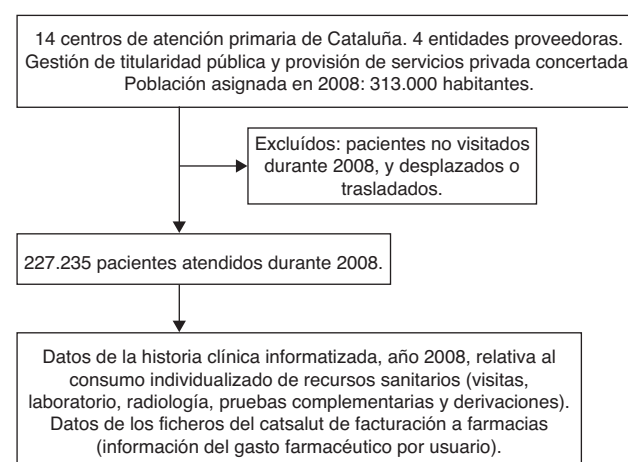 14 centros de atención primaria de Cataluña. 4 entidades proveedoras.
Gestión de titularidad pública y provisión de servicios privada concertada
Población asignada en 2008: 313.000 habitantes.
Excluídos: pacientes no visitados
durante 2008, y desplazados o
trasladados.
227.235 pacientes atendidos durante 2008.
Datos de la historia clínica informatizada, año 2008, relativa al
consumo individualizado de recursos sanitarios (visitas,
laboratorio, radiología, pruebas complementarias y derivaciones).
Datos de los ficheros del catsalut de facturación a farmacias
(información del gasto farmacéutico por usuario).